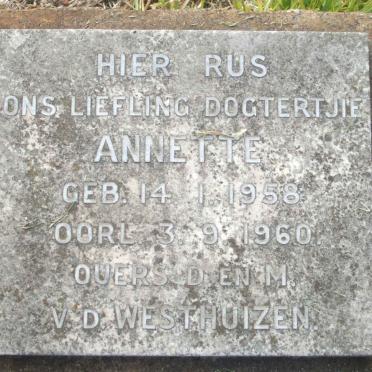 HIER RUS
ONS LIEFLING DOGTERTJIE
ANNETTE
GEB. 14. 1. 1958
OORL 3. 9. 1960
OUERS D. EN M.
V. D. WESTHUIZEN.